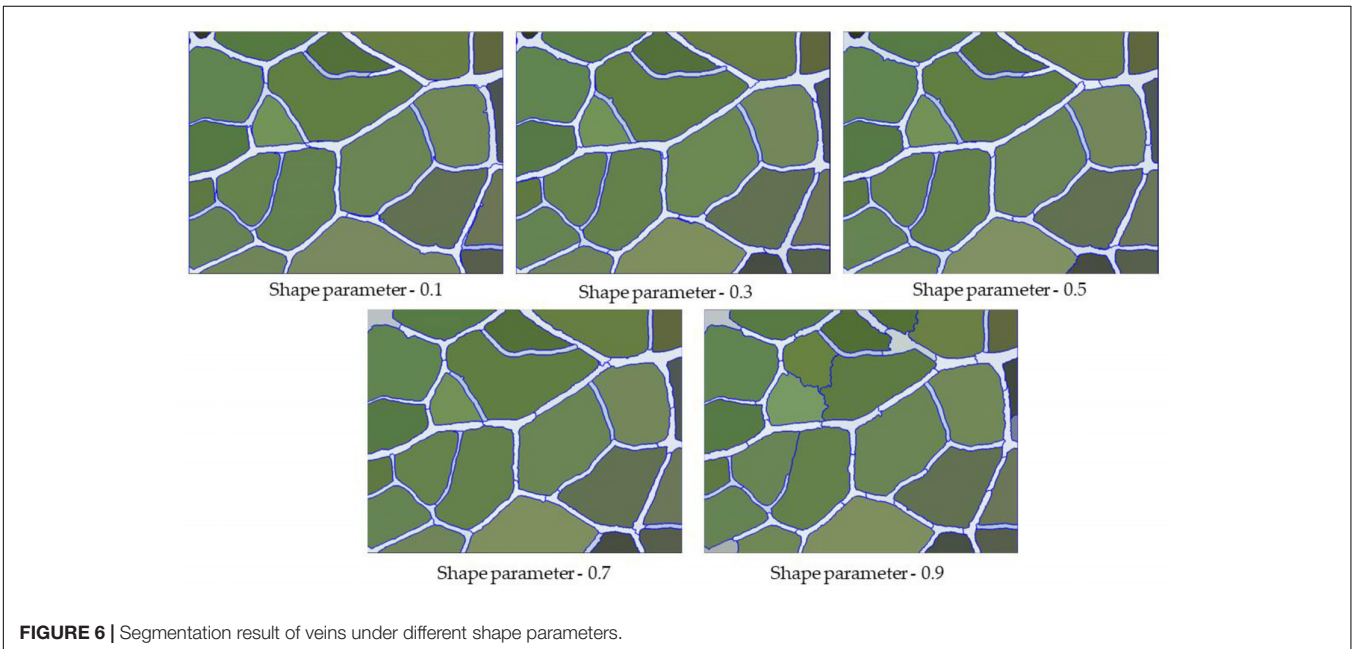 Shape parameter - 0.1
Shape parameter - 0.3
Shape parameter - 0.5
Shape parameter - 0.7
Shape parameter - 0.9
FIGURE 6 | Segmentation result of veins under different shape parameters.